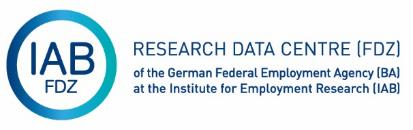 IAB
FDZ
RESEARCH DATA CENTRE (FDZ)
of the German Federal Employment Agency (BA)
at the Institute for Employment Research (IAB)